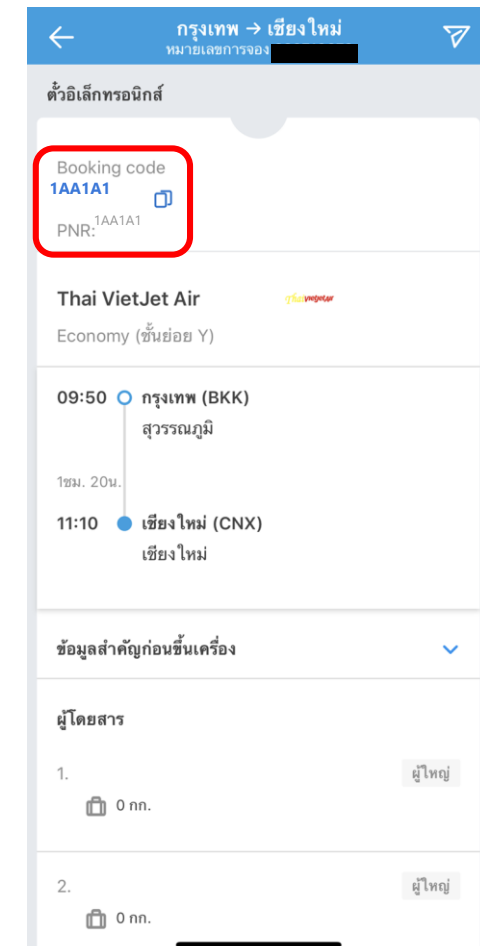 กรุงเทพ → เชียงใหม่
หมายเลขการจอง
ตั๋วอิเล็กทรอนิกส์
Booking code
1AA1A1
PNR: 1AA1A1
Thai VietJet Air
Thai vietjet air
Economy (ชั้นย่อย Y)
09:50 กรุงเทพ (BKK)
สุวรรณภูมิ
1ชม. 20น.
11:10 เชียงใหม่ (CNX)
เชียงใหม่
ข้อมูลสำคัญก่อนขึ้นเครื่อง
ผู้โดยสาร
1. ผู้ใหญ่
0 กก.
2. ผู้ใหญ่
0 กก.